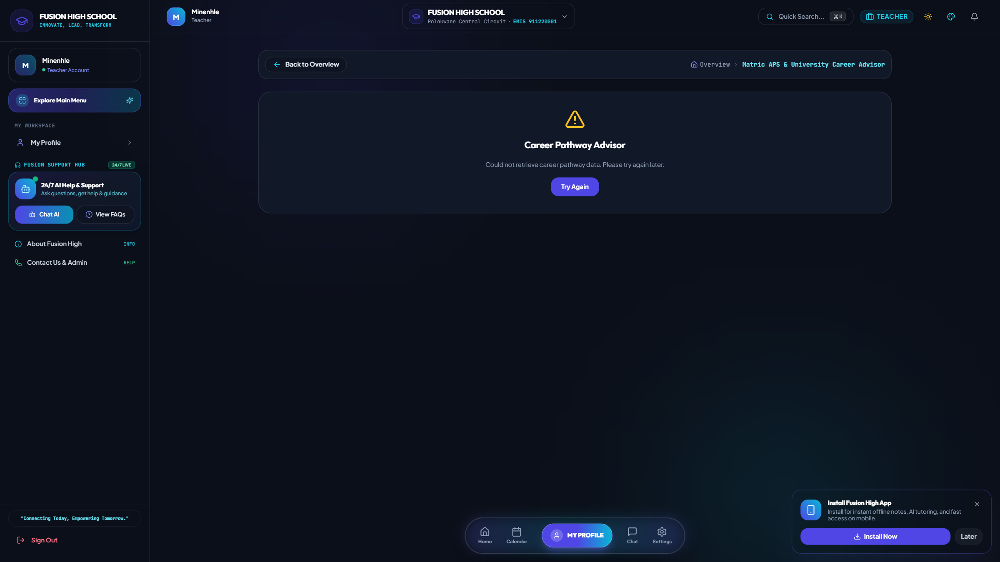 FUSION HIGH SCHOOL
INNOVATE, LEAD, TRANSFORM
M
Minenhle
Teacher Account
Explore Main Menu
MY WORKSPACE
My Profile
FUSION SUPPORT HUB
24/7 LIVE
24/7 AI Help & Support
Ask questions, get help & guidance
Chat AI
View FAQs
About Fusion High
INFO
Contact Us & Admin
HELP
"Connecting Today, Empowering Tomorrow."
Sign Out
M
Minenhle
Teacher
FUSION HIGH SCHOOL
Polokwane Central Circuit • EMIS 911220001
Quick Search...
⌘K
TEACHER
Back to Overview
Overview
Matric APS & University Career Advisor
Career Pathway Advisor
Could not retrieve career pathway data. Please try again later.
Try Again
Home
Calendar
MY PROFILE
Chat
Settings
Install Fusion High App
Install for instant offline notes, AI tutoring, and fast
access on mobile.
Install Now
Later